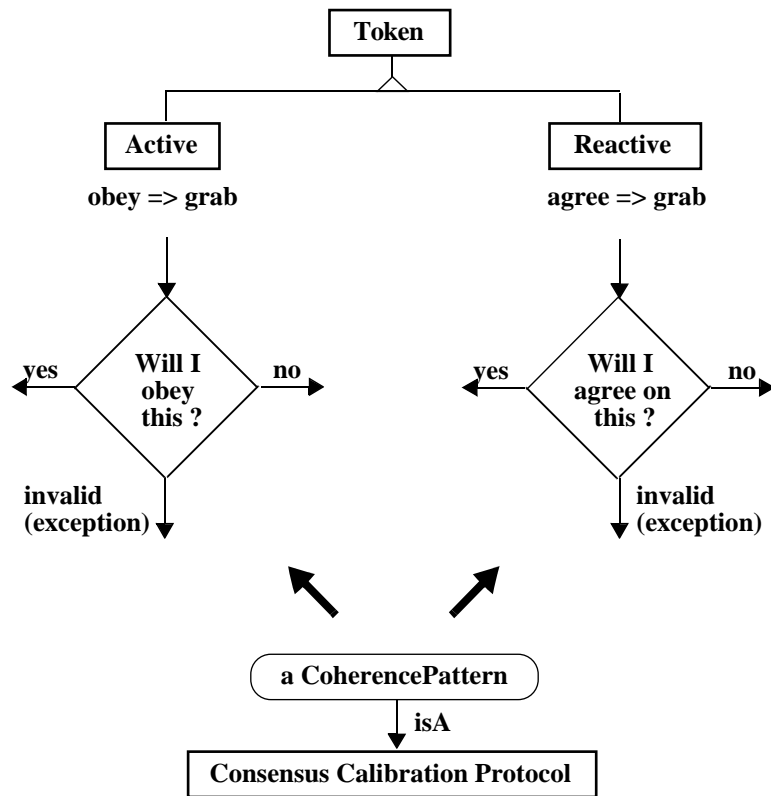 Token
Active
Reactive
obey => grab
agree => grab
yes
Will I
obey
this ?
no
yes
Will I
agree on
this ?
no
invalid
(exception)
invalid
(exception)
a CoherencePattern
isA
Consensus Calibration Protocol